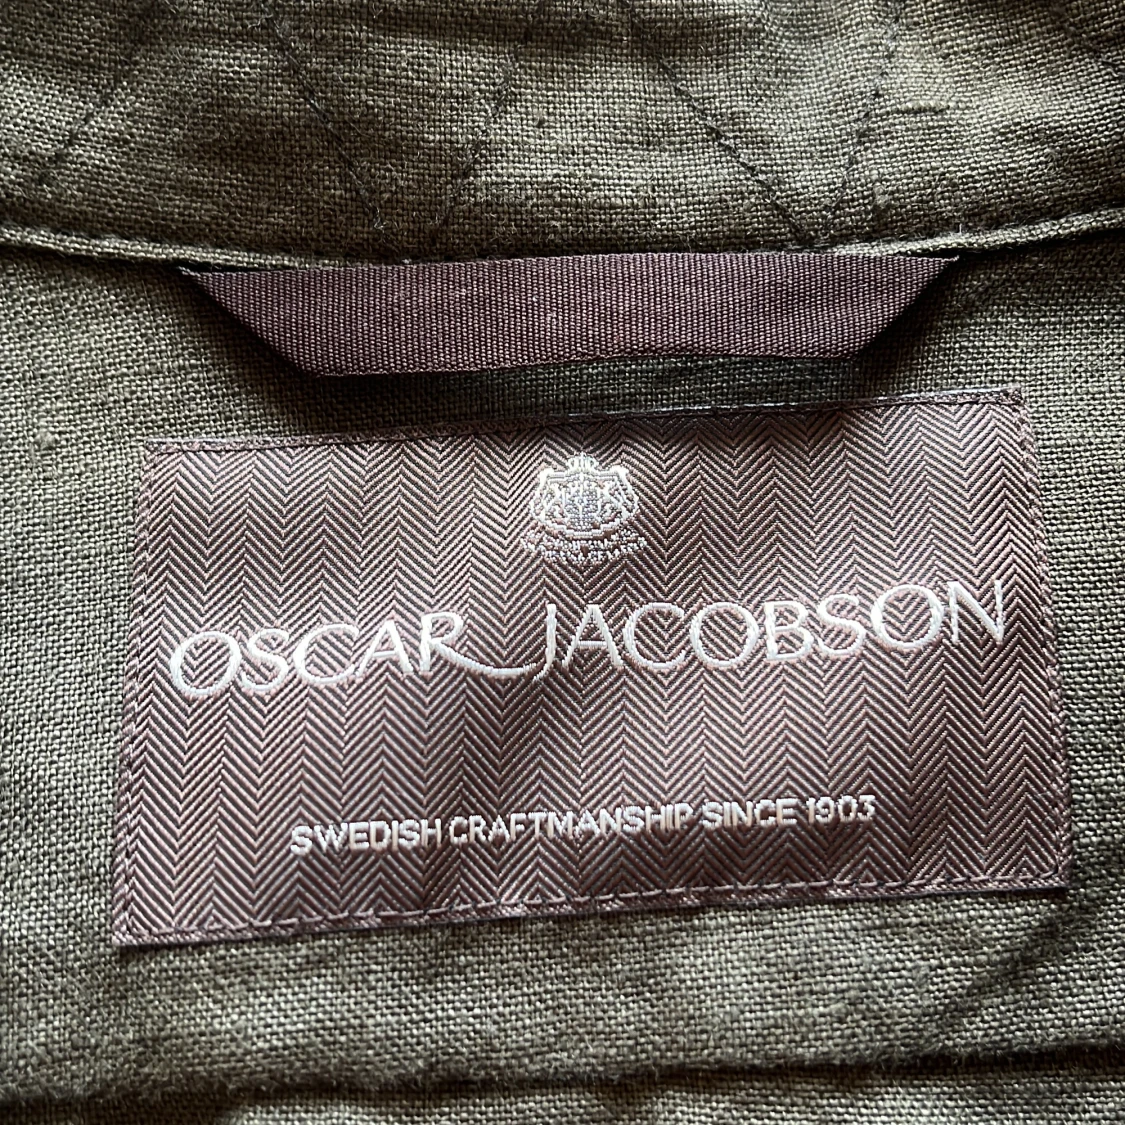 OSCAR JACOBSON
SWEDISH CRAFTMANSHIP SINCE 1903